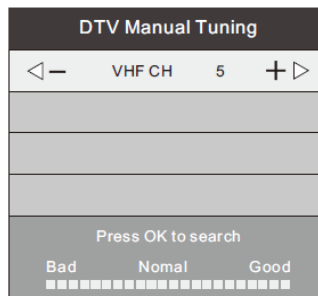 DTV Manual Tuning
− VHF CH 5 +
Press OK to search
Bad Nomal Good